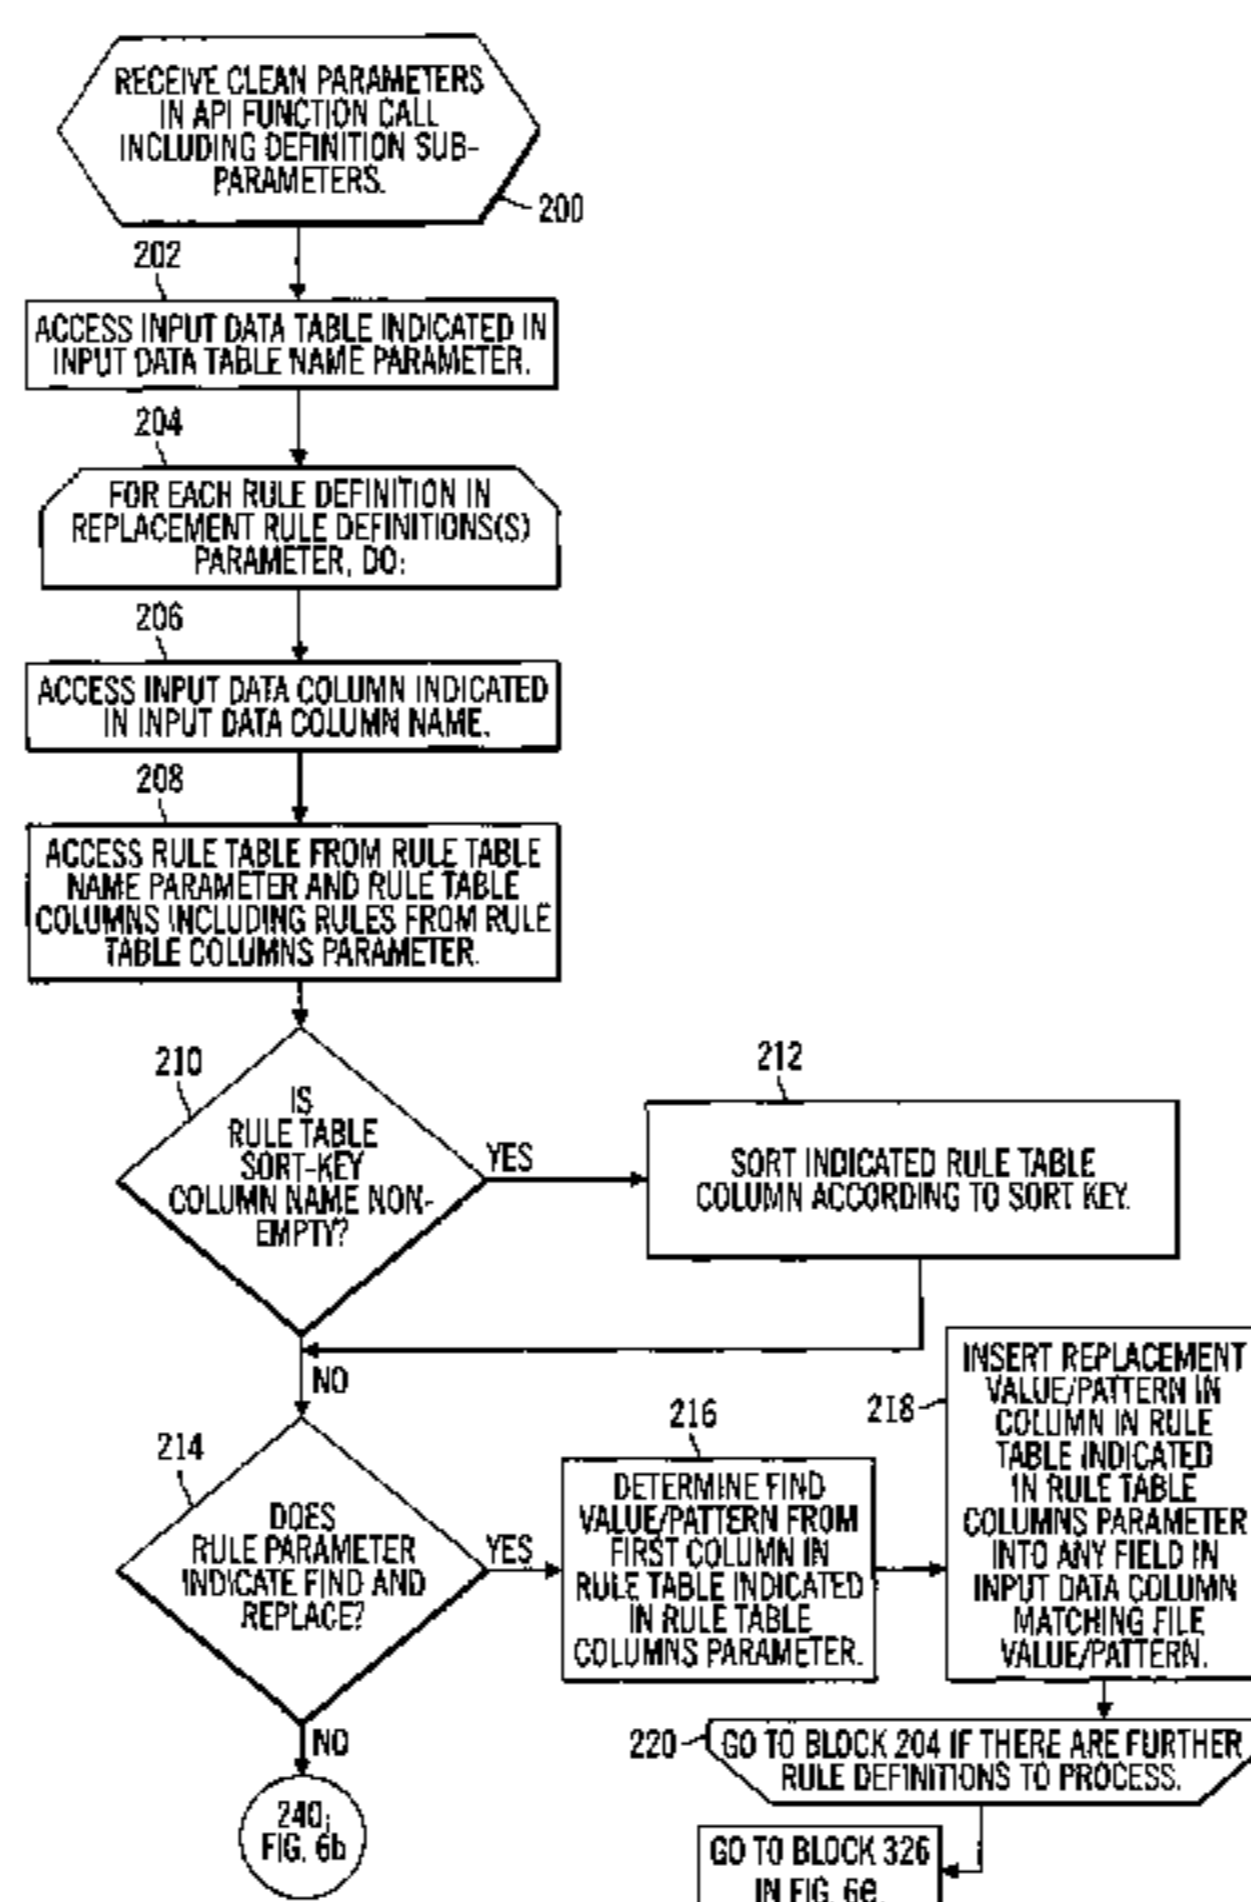 RECEIVE CLEAN PARAMETERS
IN API FUNCTION CALL
INCLUDING DEFINITION SUB-
PARAMETERS.
200
202
ACCESS INPUT DATA TABLE INDICATED IN
INPUT DATA TABLE NAME PARAMETER.
204
FOR EACH RULE DEFINITION IN
REPLACEMENT RULE DEFINITIONS(S)
PARAMETER, DO:
206
ACCESS INPUT DATA COLUMN INDICATED
IN INPUT DATA COLUMN NAME.
208
ACCESS RULE TABLE FROM RULE TABLE
NAME PARAMETER AND RULE TABLE
COLUMNS INCLUDING RULES FROM RULE
TABLE COLUMNS PARAMETER.
210
IS
RULE TABLE
SORT-KEY
COLUMN NAME NON-
EMPTY?
YES
212
SORT INDICATED RULE TABLE
COLUMN ACCORDING TO SORT KEY.
NO
214
DOES
RULE PARAMETER
INDICATE FIND AND
REPLACE?
YES
216
DETERMINE FIND
VALUE/PATTERN FROM
FIRST COLUMN IN
RULE TABLE INDICATED
IN RULE TABLE
COLUMNS PARAMETER.
218
INSERT REPLACEMENT
VALUE/PATTERN IN
COLUMN IN RULE
TABLE INDICATED
IN RULE TABLE
COLUMNS PARAMETER
INTO ANY FIELD IN
INPUT DATA COLUMN
MATCHING FILE
VALUE/PATTERN.
NO
240;
FIG. 6b
220
GO TO BLOCK 204 IF THERE ARE FURTHER
RULE DEFINITIONS TO PROCESS.
GO TO BLOCK 326
IN FIG. 6e.